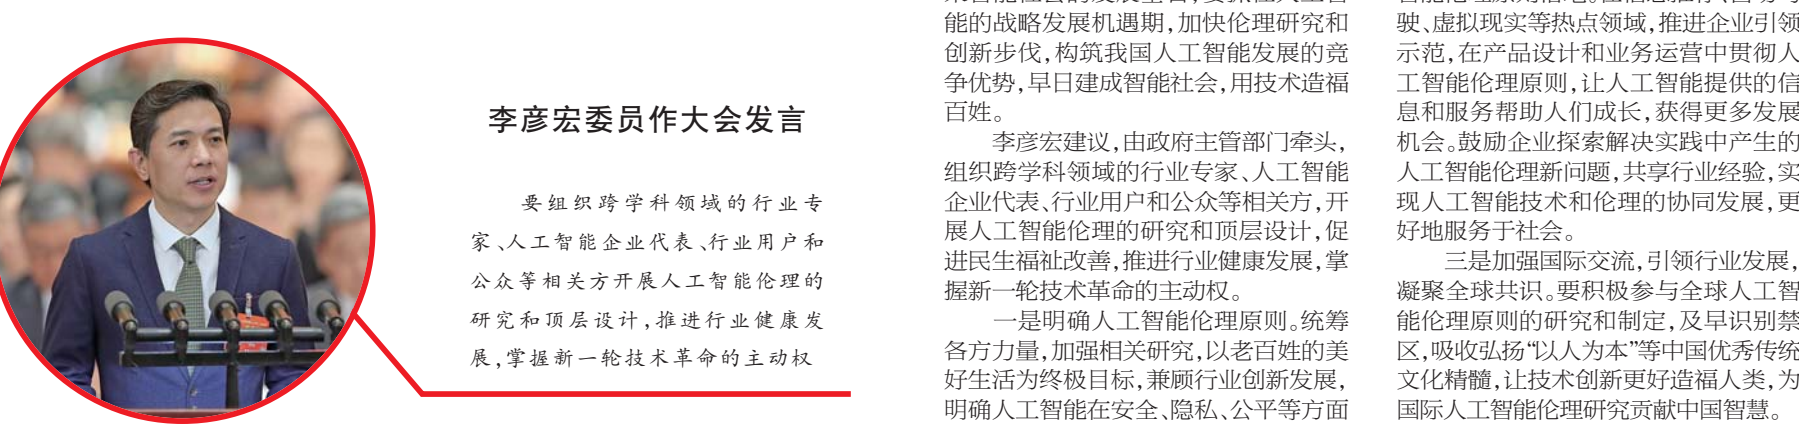 李彦宏委员作大会发言
要组织跨学科领域的行业专
家、人工智能企业代表、行业用户和
公众等相关方开展人工智能伦理的
研究和顶层设计,推进行业健康发
展,掌握新一轮技术革命的主动权
能的战略发展机遇期,加快伦理研究和
创新步伐,构筑我国人工智能发展的竞
争优势,早日建成智能社会,用技术造福
百姓。
李彦宏建议,由政府主管部门牵头,
组织跨学科领域的行业专家、人工智能
企业代表、行业用户和公众等相关方,开
展人工智能伦理的研究和顶层设计,促
进民生福祉改善,推进行业健康发展,掌
握新一轮技术革命的主动权。
一是明确人工智能伦理原则。统筹
各方力量,加强相关研究,以老百姓的美
好生活为终极目标,兼顾行业创新发展,
明确人工智能在安全、隐私、公平等方面
驶、虚拟现实等热点领域,推进企业引领
示范,在产品设计和业务运营中贯彻人
工智能伦理原则,让人工智能提供的信
息和服务帮助人们成长,获得更多发展
机会。鼓励企业探索解决实践中产生的
人工智能伦理新问题,共享行业经验,实
现人工智能技术和伦理的协同发展,更
好地服务于社会。
三是加强国际交流,引领行业发展,
凝聚全球共识。要积极参与全球人工智
能伦理原则的研究和制定,及早识别禁
区,吸收弘扬“以人为本”等中国优秀传统
文化精髓,让技术创新更好造福人类,为
国际人工智能伦理研究贡献中国智慧。